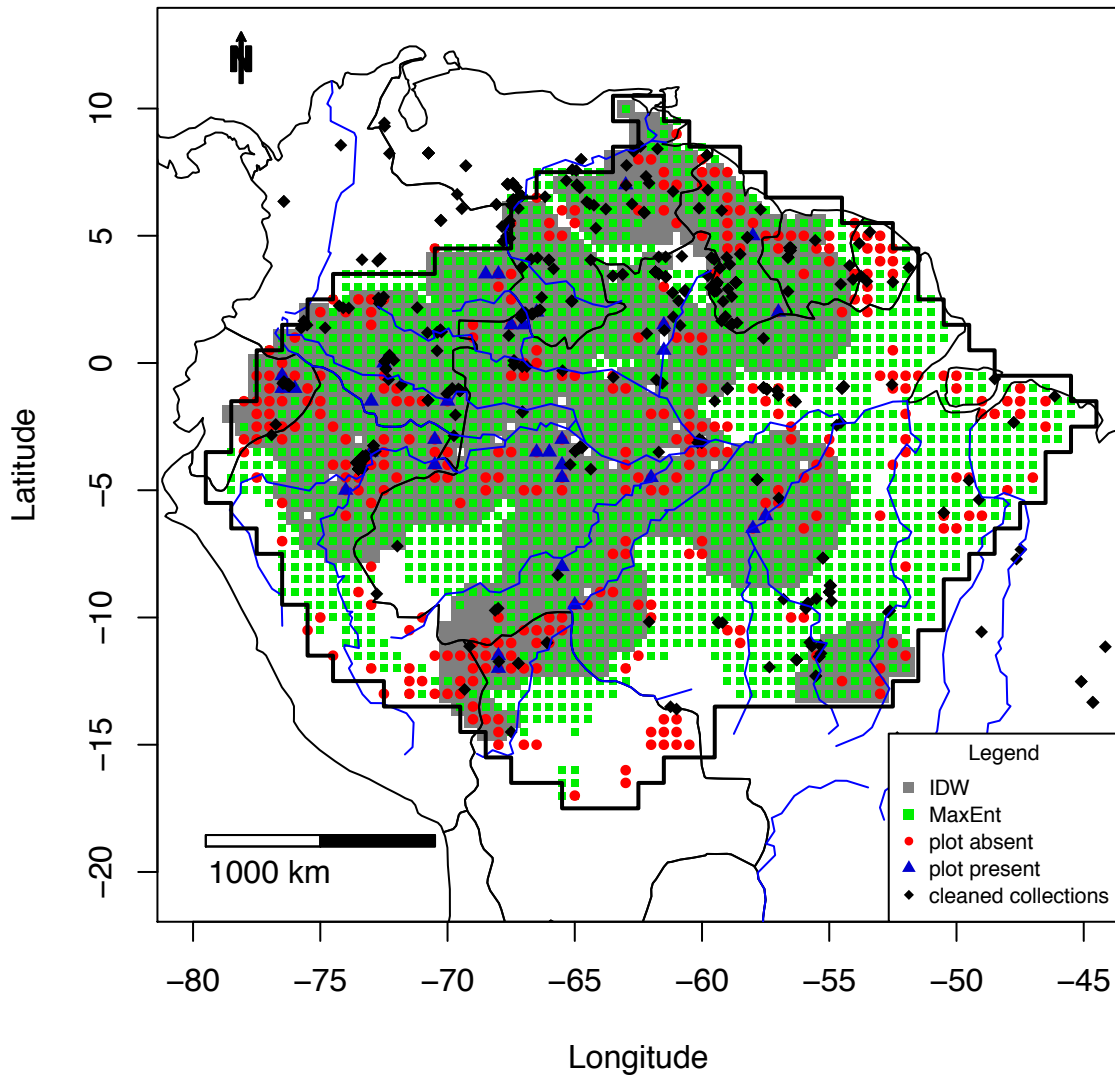 N
Latitude
10
5
0
−5
−10
−15
−20
1000 km
Legend
IDW
MaxEnt
plot absent
plot present
cleaned collections
−80 −75 −70 −65 −60 −55 −50 −45
Longitude